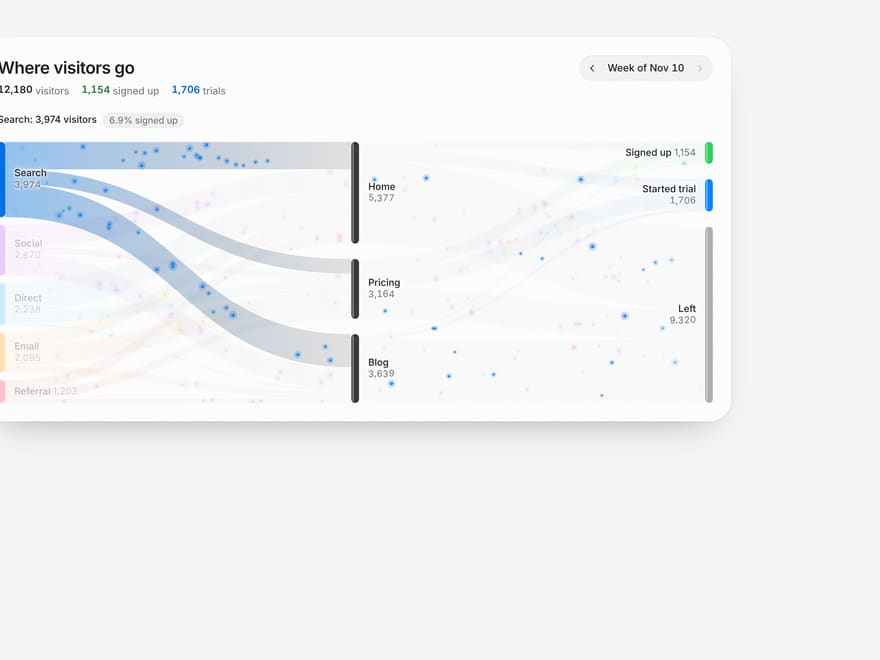 Where visitors go
‹ Week of Nov 10 ›
12,180 visitors 1,154 signed up 1,706 trials
Search: 3,974 visitors 6.9% signed up
Search
3,974
Social
2,670
Direct
2,238
Email
2,095
Referral 1,203
Home
5,377
Pricing
3,164
Blog
3,639
Signed up 1,154
Started trial
1,706
Left
9,320